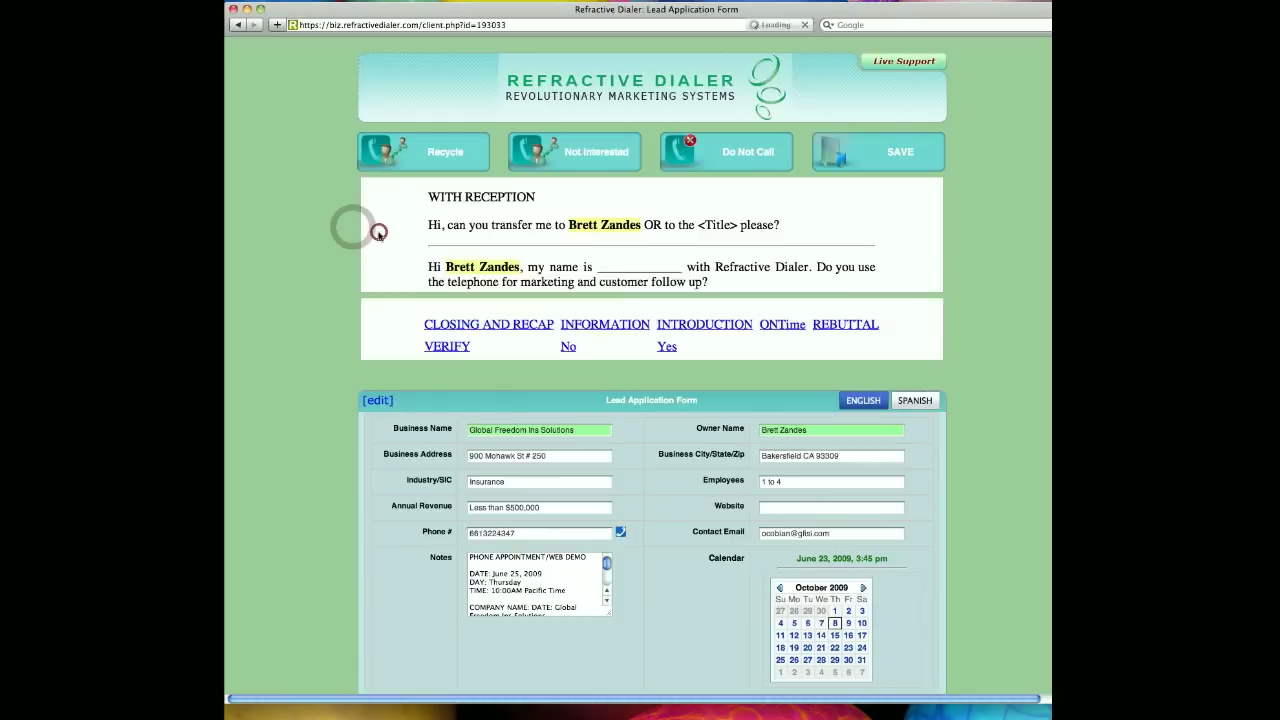 Refractive Dialer: Lead Application Form
https://biz.refractivedialer.com/client.php?id=193033
Loading
Google
Live Support
REFRACTIVE DIALER
REVOLUTIONARY MARKETING SYSTEMS
Recycle
Not Interested
Do Not Call
SAVE
WITH RECEPTION
Hi, can you transfer me to Brett Zandes OR to the <Title> please?
Hi Brett Zandes, my name is _____________ with Refractive Dialer. Do you use
the telephone for marketing and customer follow up?
CLOSING AND RECAP INFORMATION INTRODUCTION ONTime REBUTTAL
VERIFY No Yes
[edit] Lead Application Form ENGLISH SPANISH
Business Name Global Freedom Ins Solutions Owner Name Brett Zandes
Business Address 900 Mohawk St # 250 Business City/State/Zip Bakersfield CA 93309
Industry/SIC Insurance Employees 1 to 4
Annual Revenue Less than $500,000 Website
Phone # 6613224347 Contact Email ocobian@gfisi.com
Notes PHONE APPOINTMENT/WEB DEMO Calendar June 23, 2009, 3:45 pm
DATE: June 25, 2009
DAY: Thursday
TIME: 10:00AM Pacific Time
COMPANY NAME: DATE: Global
Freedom Ins Solutions
October 2009
Su Mo Tu We Th Fr Sa
27 28 29 30 1 2 3
4 5 6 7 8 9 10
11 12 13 14 15 16 17
18 19 20 21 22 23 24
25 26 27 28 29 30 31
1 2 3 4 5 6 7